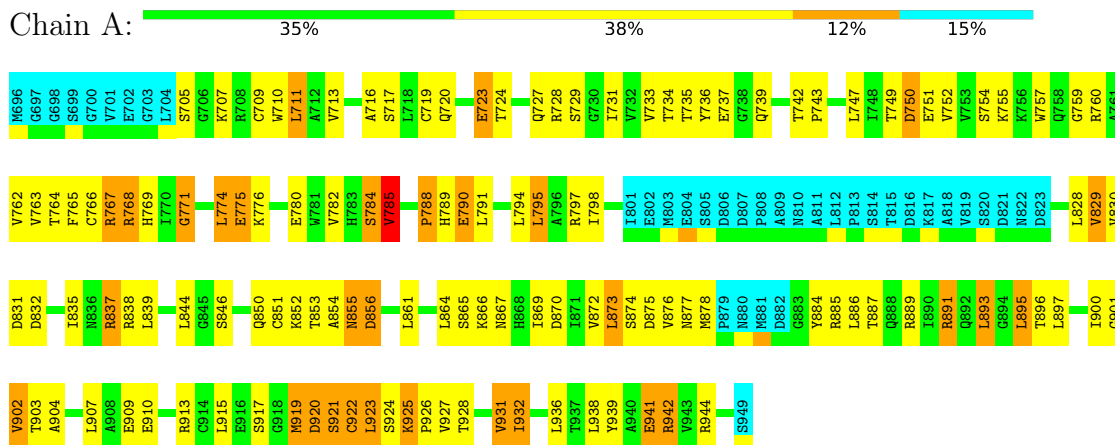 Chain A:
35% 38% 12% 15%
M696 G697 G698 S699 G700 V701 E702 G703 L704 S705 G706 K707 R708 C709 W710 L711 A712 V713 A716 S717 L718 C719 Q720 E723 T724 Q727 R728 S729 G730 I731 V732 V733 T734 T735 Y736 E737 G738 Q739 T742 P743 L747 I748 T749 D750 E751 V752 V753 S754 K755 K756 W757 Q758 G759 R760 A761
V762 V763 T764 F765 C766 R767 R768 H769 I770 G771 L774 E775 K776 E780 W781 V782 H783 S784 V785 P788 H789 E790 L791 L794 L795 A796 R797 I798 I801 E802 M803 E804 S805 D806 D807 P808 A809 N810 A811 L812 P813 S814 T815 D816 K817 A818 V819 S820 D821 N822 D823 L828 V829 V830
D831 D832 I835 N836 R837 R838 L839 L844 G845 S846 Q850 C851 K852 T853 A854 N855 D856 L861 L864 S865 K866 N867 H868 I869 D870 I871 V872 L873 S874 D875 V876 N877 M878 P879 N880 M881 D882 G883 Y884 R885 L886 T887 Q888 R889 I890 R891 Q892 L893 G894 L895 T896 L897 I900 G901
V902 T903 A904 L907 A908 E909 E910 R913 C914 L915 E916 S917 G918 M919 D920 S921 C922 L923 S924 K925 P926 V927 T928 V931 I932 L936 T937 L938 Y939 A940 E941 R942 V943 R944 S949